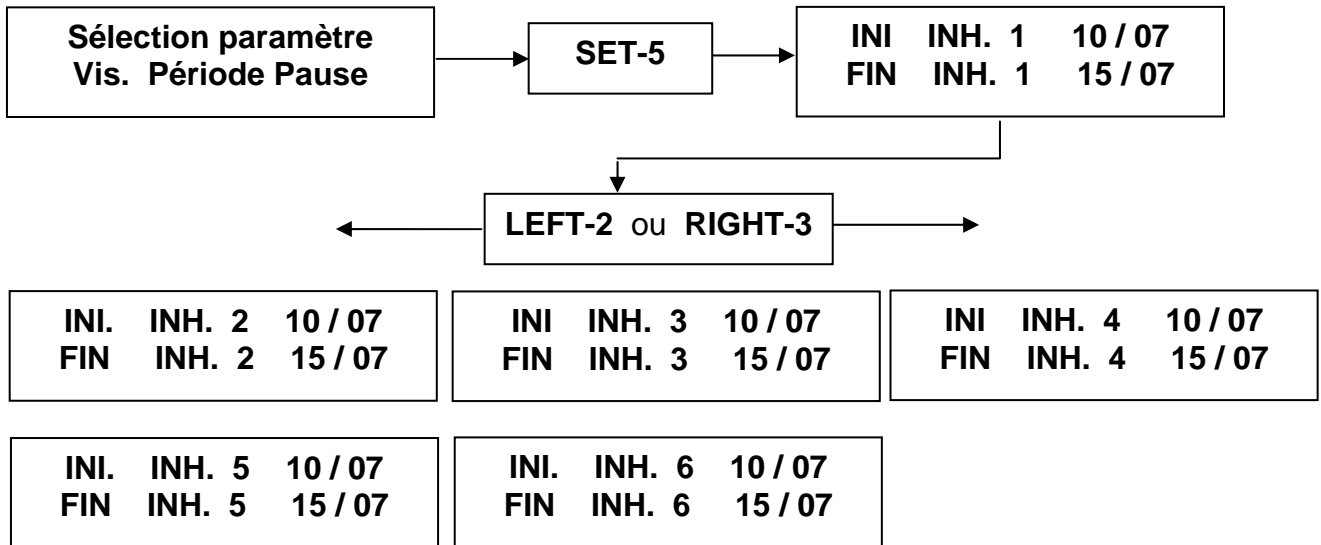 Sélection paramètre
Vis. Période Pause
SET-5
INI INH. 1 10 / 07
FIN INH. 1 15 / 07
LEFT-2 ou RIGHT-3
INI. INH. 2 10 / 07
FIN INH. 2 15 / 07
INI INH. 3 10 / 07
FIN INH. 3 15 / 07
INI INH. 4 10 / 07
FIN INH. 4 15 / 07
INI. INH. 5 10 / 07
FIN INH. 5 15 / 07
INI. INH. 6 10 / 07
FIN INH. 6 15 / 07